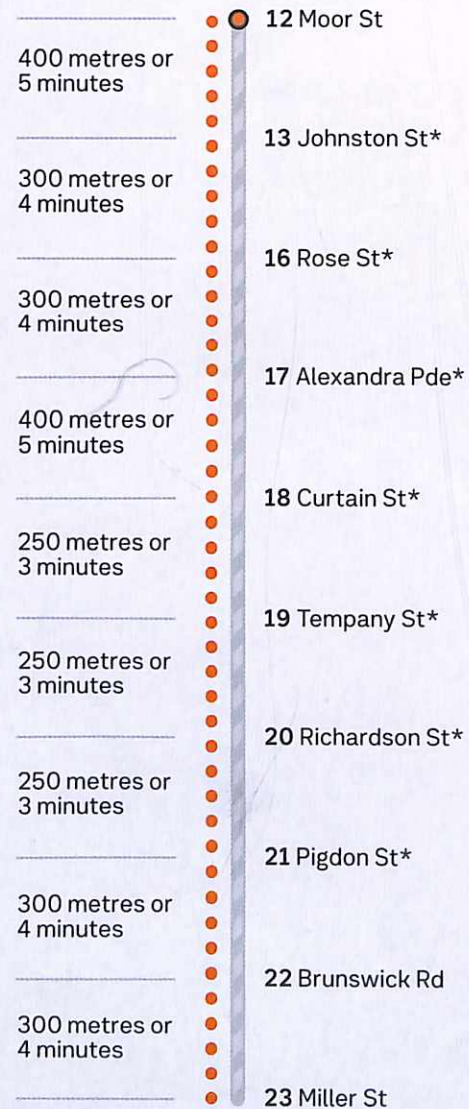 12 Moor St
400 metres or
5 minutes
13 Johnston St*
300 metres or
4 minutes
16 Rose St*
300 metres or
4 minutes
17 Alexandra Pde*
400 metres or
5 minutes
18 Curtain St*
250 metres or
3 minutes
19 Tempany St*
250 metres or
3 minutes
20 Richardson St*
250 metres or
3 minutes
21 Pigdon St*
300 metres or
4 minutes
22 Brunswick Rd
300 metres or
4 minutes
23 Miller St